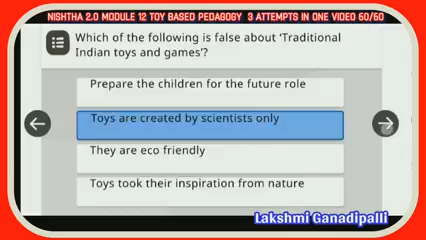 NISHTHA 2.0 MODULE 12 TOY BASED PEDAGOGY 3 ATTEMPTS IN ONE VIDEO 60/60
Which of the following is false about 'Traditional
Indian toys and games'?
Prepare the children for the future role
Toys are created by scientists only
They are eco friendly
Toys took their inspiration from nature
Lakshmi Ganadipalli